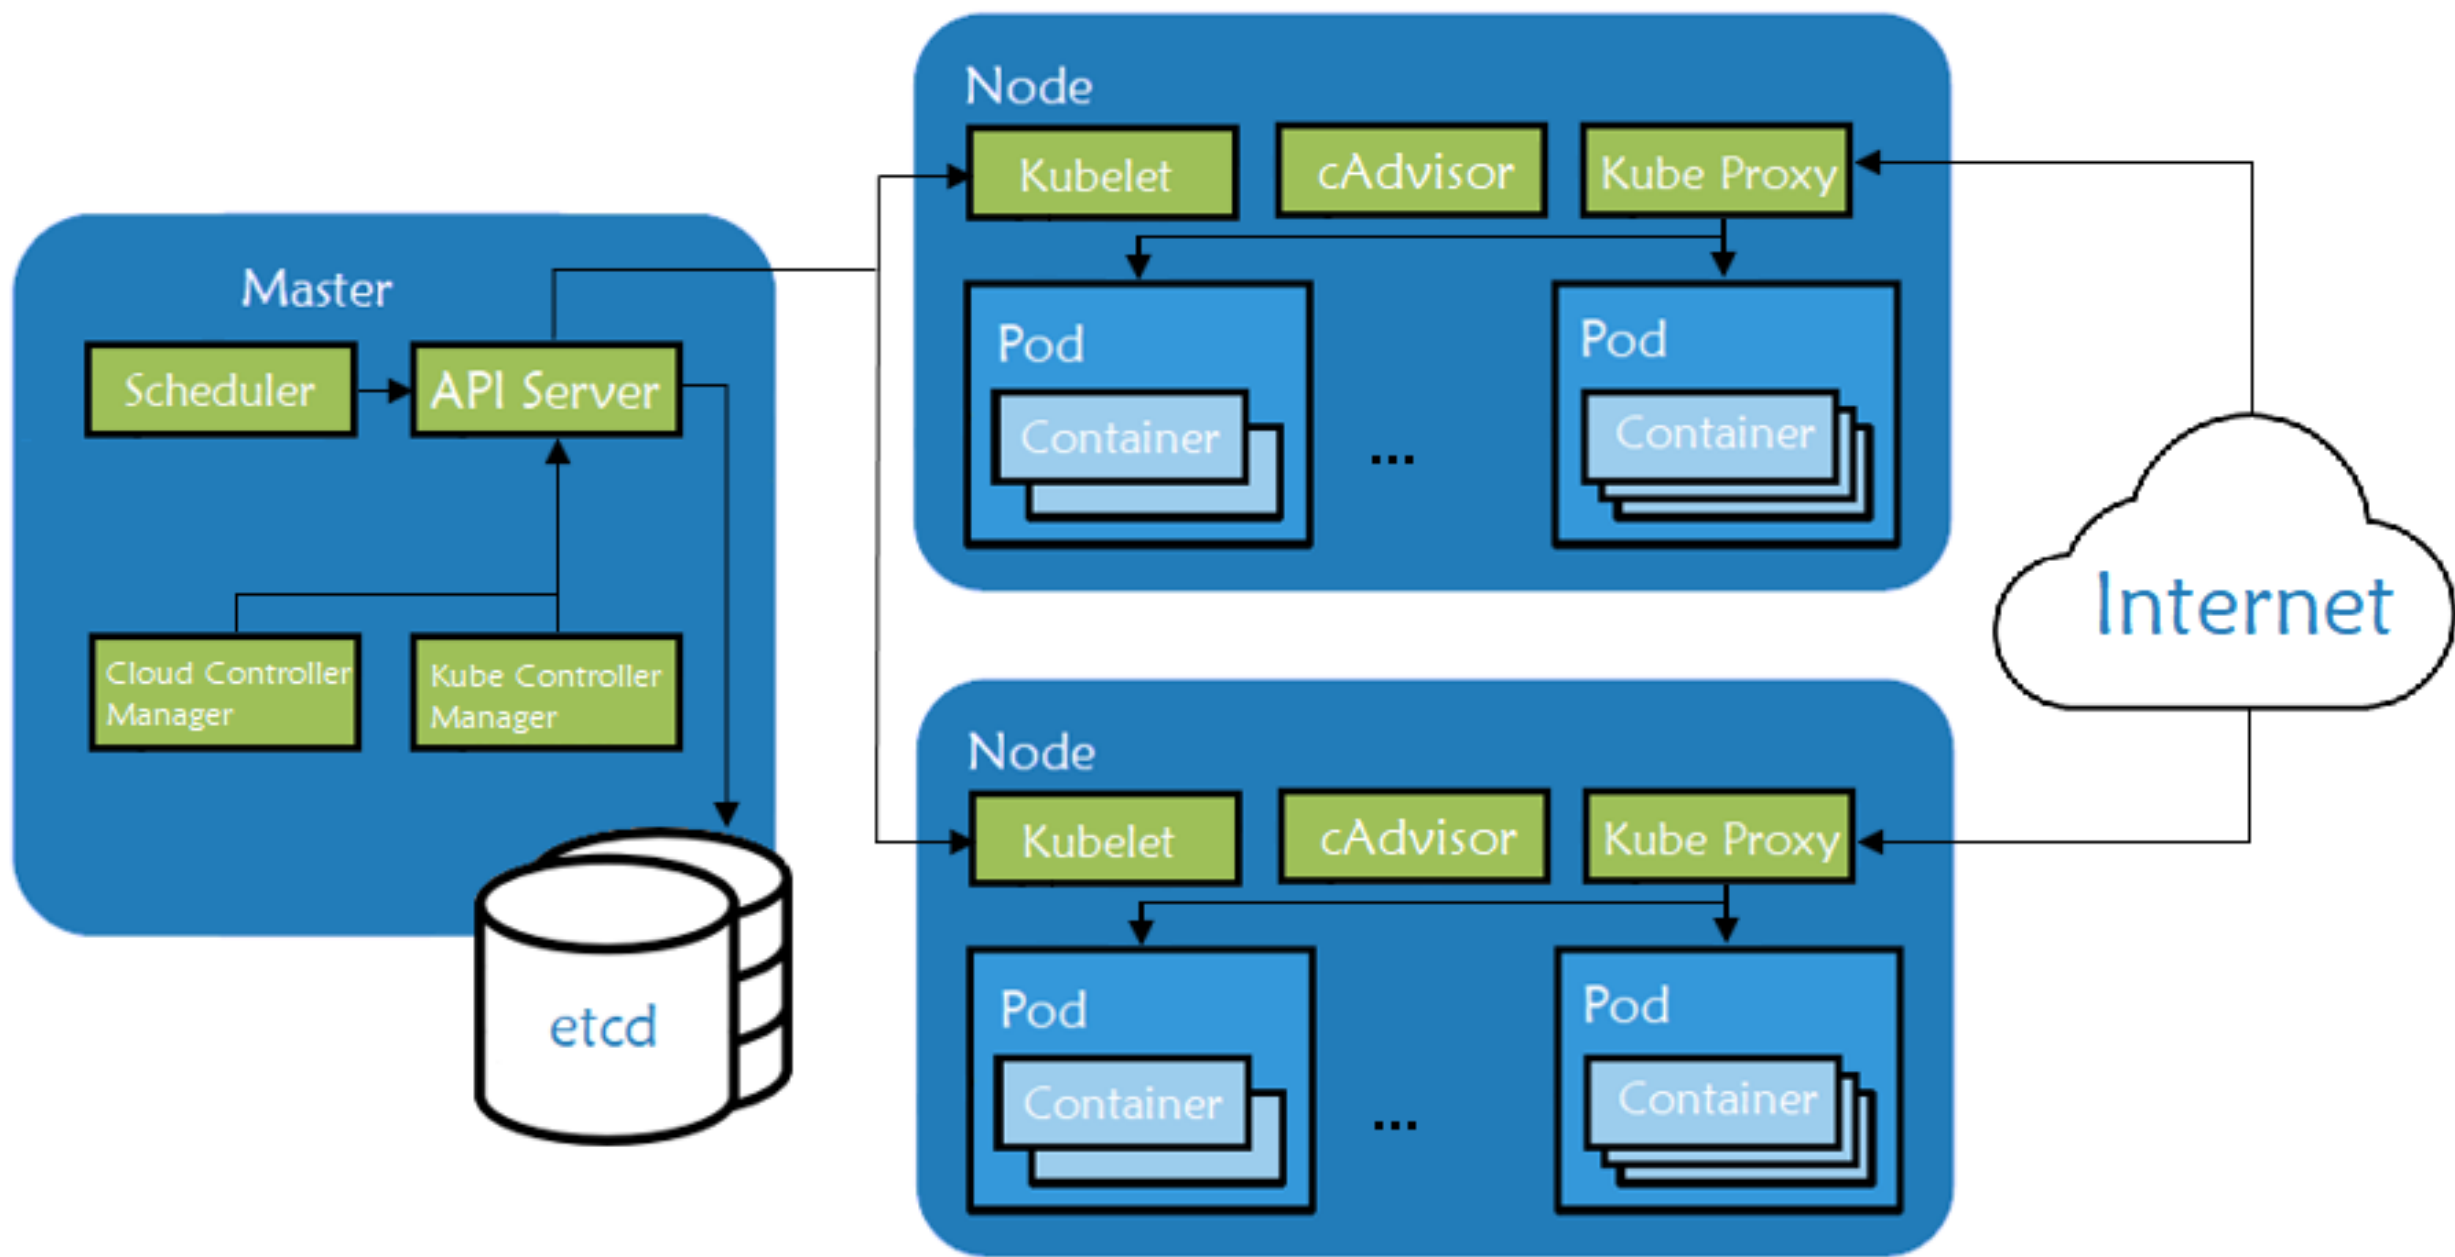 Master
Scheduler
API Server
Cloud Controller
Manager
Kube Controller
Manager
etcd
Node
Kubelet
cAdvisor
Kube Proxy
Pod
Container
...
Pod
Container
Node
Kubelet
cAdvisor
Kube Proxy
Pod
Container
...
Pod
Container
Internet